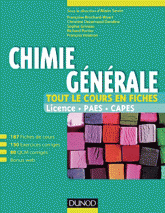 Sous la direction d'Alain Sevin
Françoise Brochard-Wyart
Christine Dezarnaud Dandine
Sophie Griveau
Richard Portier
François Volatron
CHIMIE
GÉNÉRALE
TOUT LE COURS EN FICHES
Licence • PAES • CAPES
187 fiches de cours
150 exercices corrigés
80 QCM corrigés
Bonus web
DUNOD